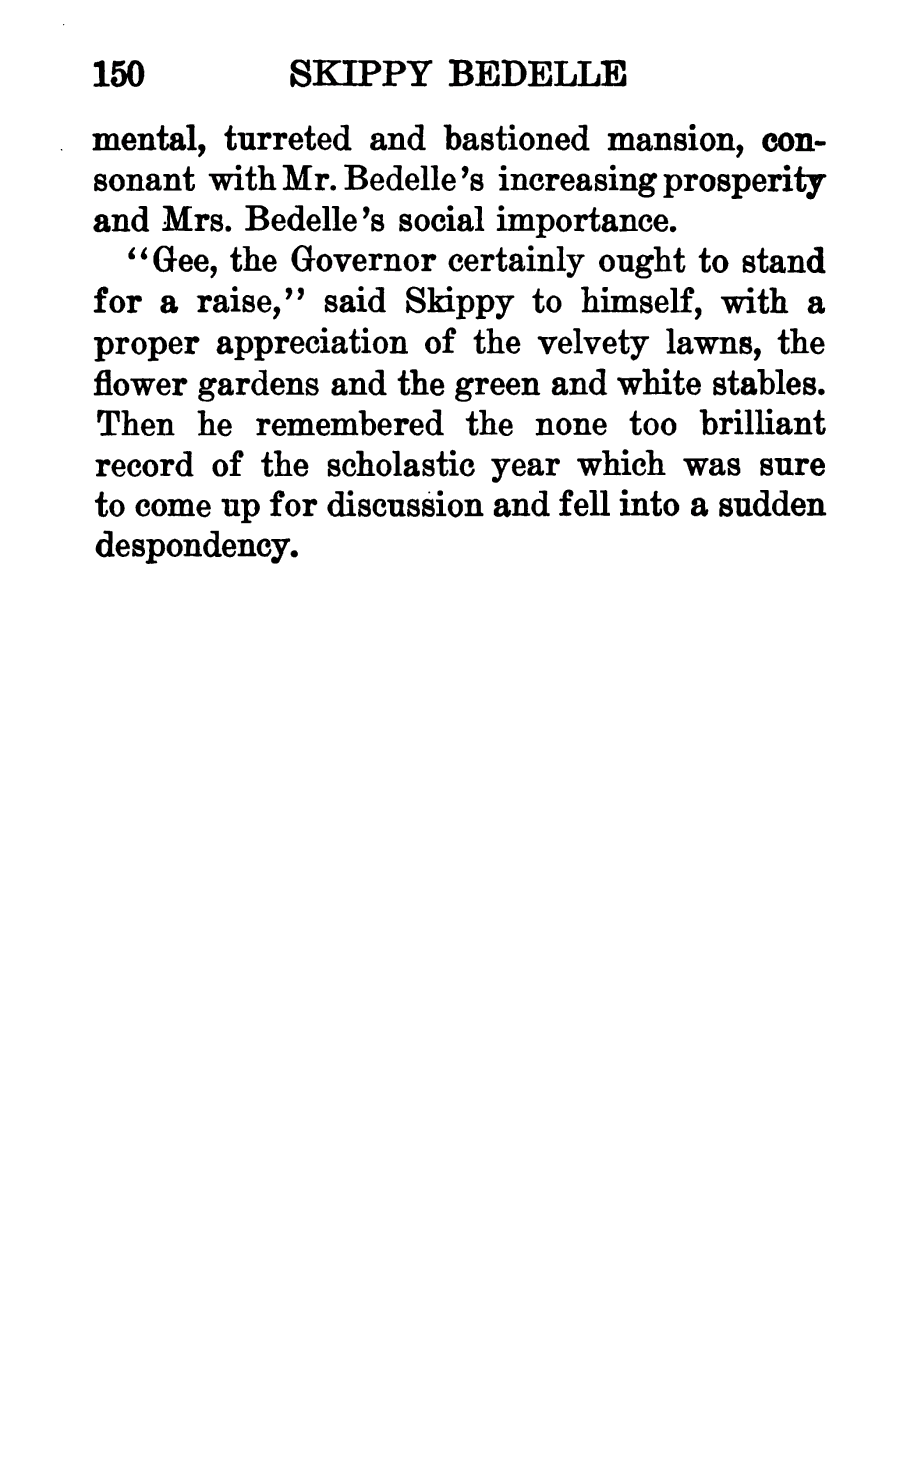 150 SKIPPY BEDELLE
mental, turreted and bastioned mansion, con-
sonant with Mr. Bedelle's increasing prosperity
and Mrs. Bedelle's social importance.
"Gee, the Governor certainly ought to stand
for a raise," said Skippy to himself, with a
proper appreciation of the velvety lawns, the
flower gardens and the green and white stables.
Then he remembered the none too brilliant
record of the scholastic year which was sure
to come up for discussion and fell into a sudden
despondency.